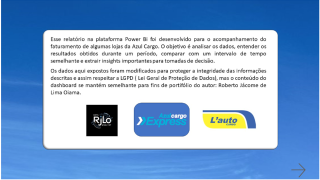 Esse relatório na plataforma Power Bi foi desenvolvido para o acompanhamento do
faturamento de algumas lojas da Azul Cargo. O objetivo é analisar os dados, entender os
resultados obtidos durante um período, comparar com um intervalo de tempo
semelhante e extrair insights importantes para tomadas de decisão.
Os dados aqui expostos foram modificados para proteger a integridade das informações
descritas e assim respeitar a LGPD ( Lei Geral de Proteção de Dados), mas o conteúdo do
dashboard se mantém semelhante para fins de portifólio do autor: Roberto Jácome de
Lima Oiama.
RJLO
azulcargo
Express
L'auto